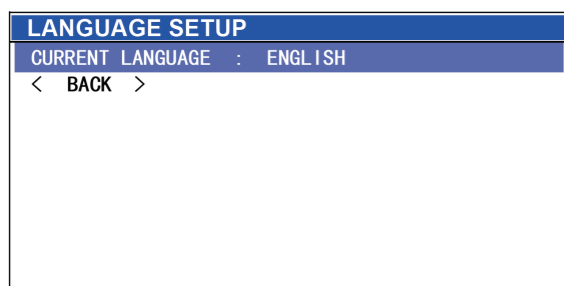 LANGUAGE SETUP
CURRENT LANGUAGE : ENGLISH
< BACK >